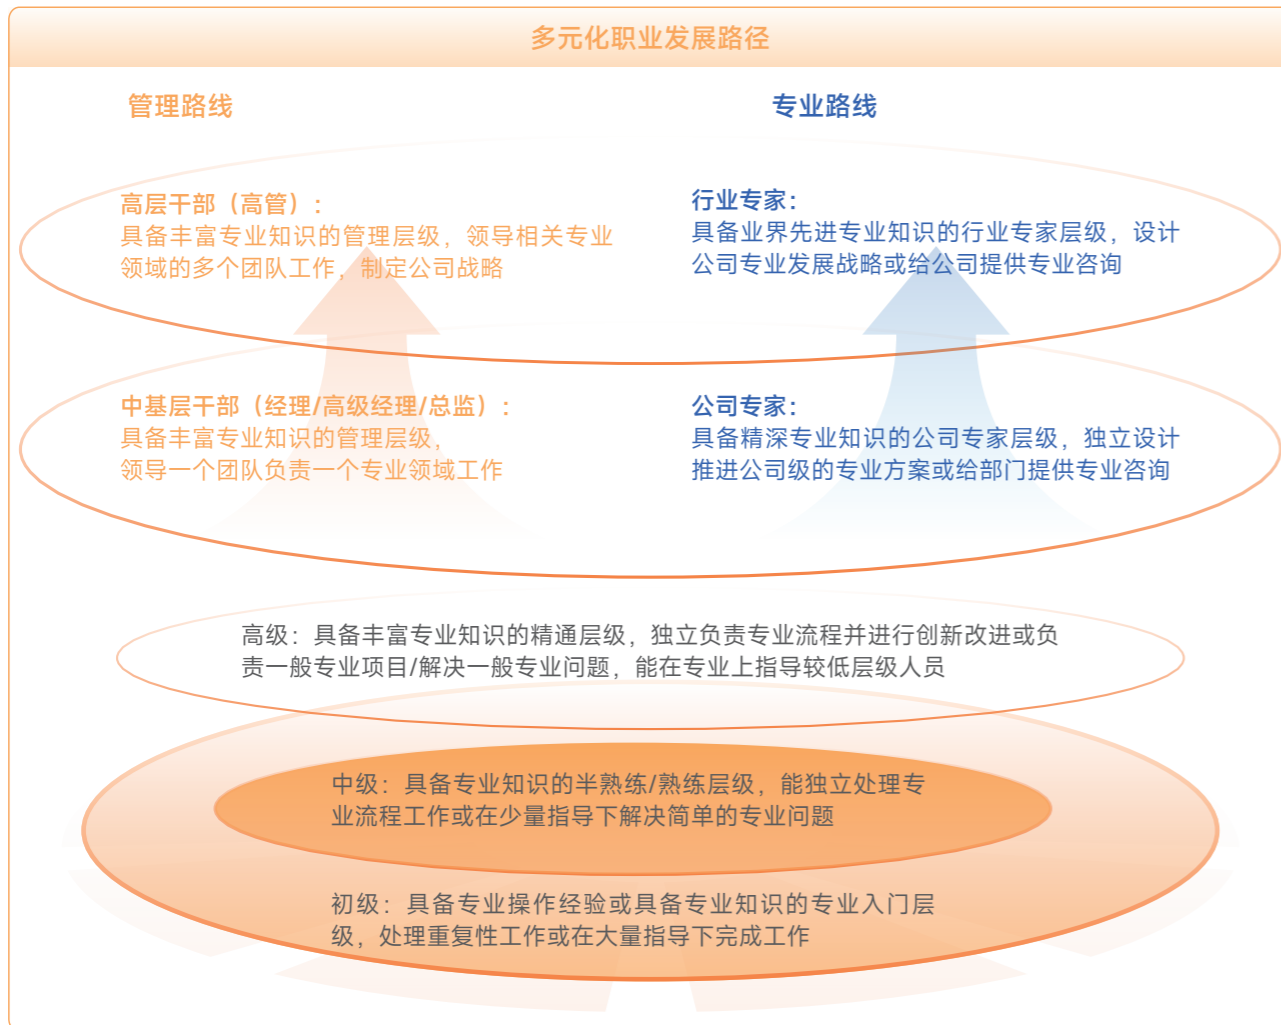 多元化职业发展路径
管理路线
专业路线
高层干部（高管）：
具备丰富专业知识的管理层级，领导相关专业
领域的多个团队工作，制定公司战略
行业专家：
具备业界先进专业知识的行业专家层级，设计
公司专业发展战略或给公司提供专业咨询
中基层干部（经理/高级经理/总监）：
具备丰富专业知识的管理层级，
领导一个团队负责一个专业领域工作
公司专家：
具备精深专业知识的公司专家层级，独立设计
推进公司级的专业方案或给部门提供专业咨询
高级：具备丰富专业知识的精通层级，独立负责专业流程并进行创新改进或负
责一般专业项目/解决一般专业问题，能在专业上指导较低层级人员
中级：具备专业知识的半熟练/熟练层级，能独立处理专
业流程工作或在少量指导下解决简单的专业问题
初级：具备专业操作经验或具备专业知识的专业入门层
级，处理重复性工作或在大量指导下完成工作